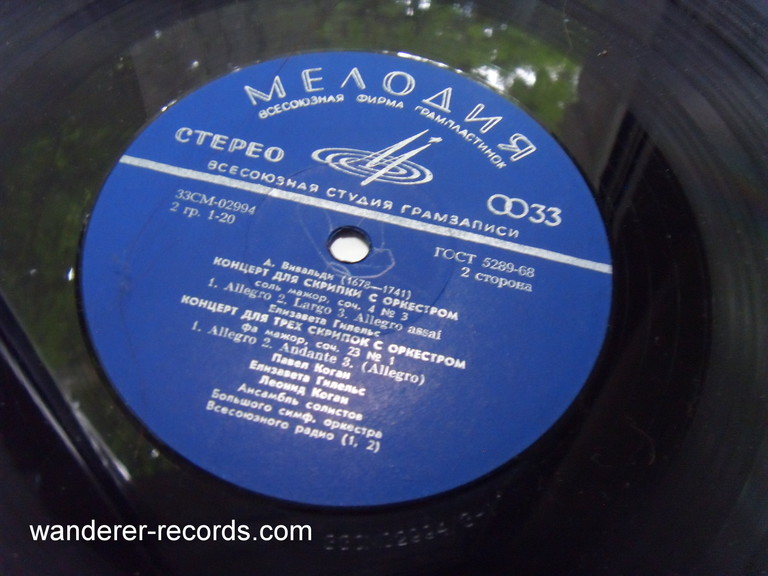 МЕЛОДИЯ
ВСЕСОЮЗНАЯ ФИРМА ГРАМПЛАСТИНОК
СТЕРЕО
33
ВСЕСОЮЗНАЯ СТУДИЯ ГРАМЗАПИСИ
33СМ-02994
2 гр. 1-20
ГОСТ 5289-68
2 сторона
А. Вивальди (1678—1741)
КОНЦЕРТ ДЛЯ СКРИПКИ С ОРКЕСТРОМ
соль мажор, соч. 4 № 3
1. Allegro 2. Largo 3. Allegro assai
Елизавета Гилельс
КОНЦЕРТ ДЛЯ ТРЕХ СКРИПОК С ОРКЕСТРОМ
фа мажор, соч. 23 № 1
1. Allegro 2. Andante 3. (Allegro)
Павел Коган
Елизавета Гилельс
Леонид Коган
Ансамбль солистов
Большого симф. оркестра
Всесоюзного радио (1, 2)
wanderer-records.com